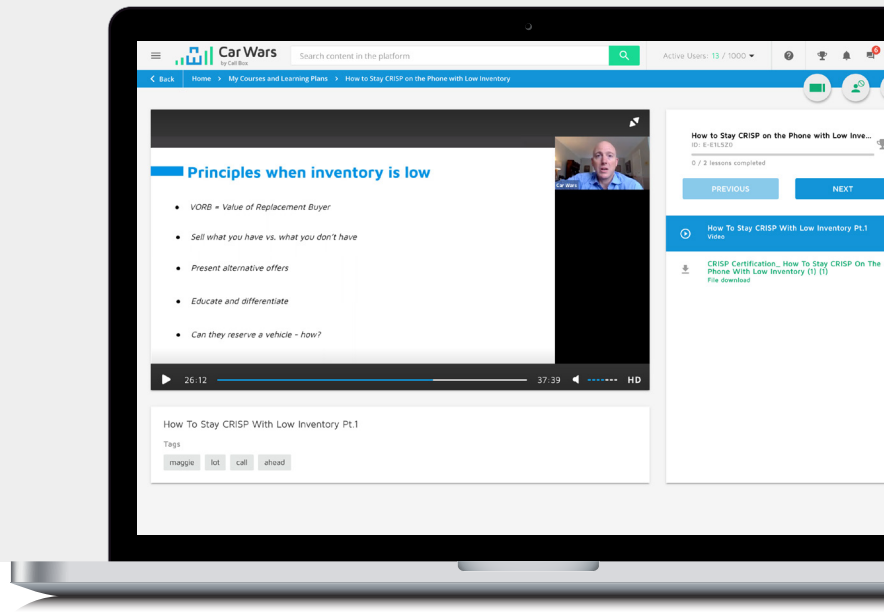 Car Wars
by Call Box
Search content in the platform
Active Users: 13 / 1000
6
Back
Home > My Courses and Learning Plans > How to Stay CRISP on the Phone with Low Inventory
Principles when inventory is low
• VORB = Value of Replacement Buyer
• Sell what you have vs. what you don't have
• Present alternative offers
• Educate and differentiate
• Can they reserve a vehicle - how?
Car Wars
26:12
37:39
HD
How To Stay CRISP With Low Inventory Pt.1
Tags
maggie lot call ahead
How to Stay CRISP on the Phone with Low Inve...
ID: E-E1LSZ0
0 / 2 lessons completed
PREVIOUS
NEXT
How To Stay CRISP With Low Inventory Pt.1
Video
CRISP Certification_ How To Stay CRISP On The
Phone With Low Inventory (1) (1)
File download